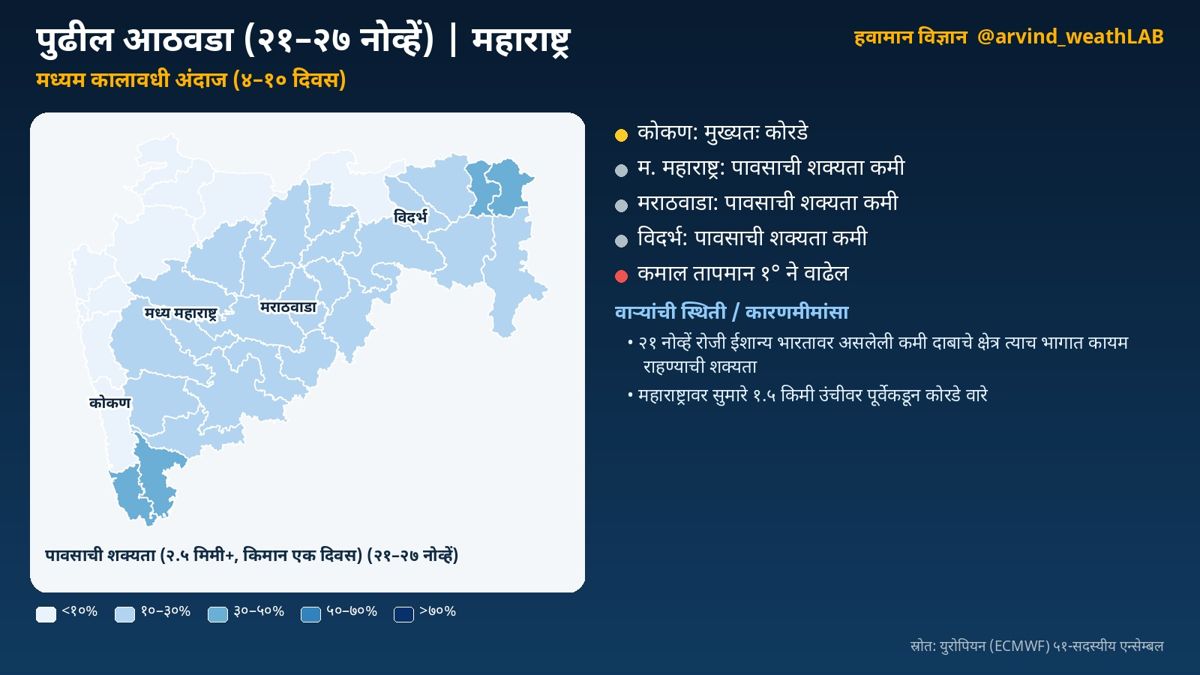 पुढील आठवडा (२१–२७ नोव्हें) | महाराष्ट्र
हवामान विज्ञान @arvind_weathLAB
मध्यम कालावधी अंदाज (४–१० दिवस)
विदर्भ
मध्य महाराष्ट्र
मराठवाडा
कोकण
पावसाची शक्यता (२.५ मिमी+, किमान एक दिवस) (२१–२७ नोव्हें)
<१०% १०–३०% ३०–५०% ५०–७०% >७०%
कोकण: मुख्यतः कोरडे
म. महाराष्ट्र: पावसाची शक्यता कमी
मराठवाडा: पावसाची शक्यता कमी
विदर्भ: पावसाची शक्यता कमी
कमाल तापमान १° ने वाढेल
वाऱ्यांची स्थिती / कारणमीमांसा
• २१ नोव्हें रोजी ईशान्य भारतावर असलेली कमी दाबाचे क्षेत्र त्याच भागात कायम
राहण्याची शक्यता
• महाराष्ट्रावर सुमारे १.५ किमी उंचीवर पूर्वेकडून कोरडे वारे
स्रोत: युरोपियन (ECMWF) ५१-सदस्यीय एन्सेम्बल